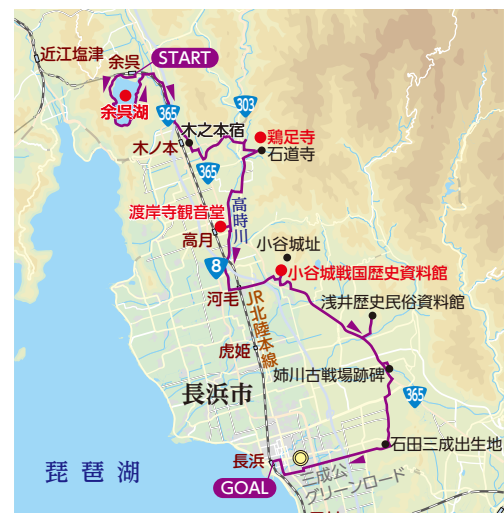 近江塩津
余呉
START
余呉湖
365
303
木之本宿
鶏足寺
木ノ本
365
石道寺
渡岸寺観音堂
高時川
高月
小谷城址
8
小谷城戦国歴史資料館
河毛
JR北陸本線
浅井歴史民俗資料館
虎姫
姉川古戦場跡碑
長浜市
365
石田三成出生地
長浜
琵琶湖
三成公
グリーンロード
GOAL